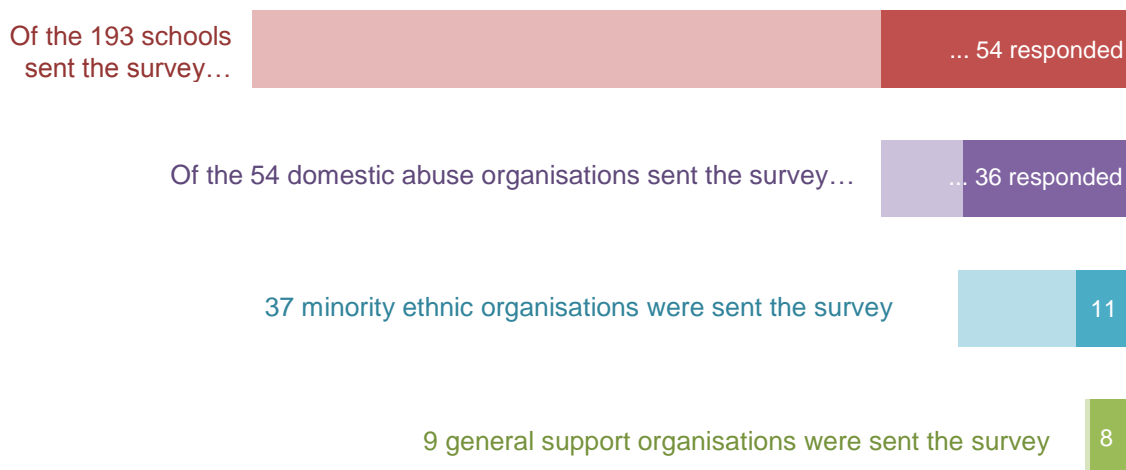 Of the 193 schools
sent the survey…
... 54 responded
Of the 54 domestic abuse organisations sent the survey…
... 36 responded
37 minority ethnic organisations were sent the survey
11
9 general support organisations were sent the survey
8